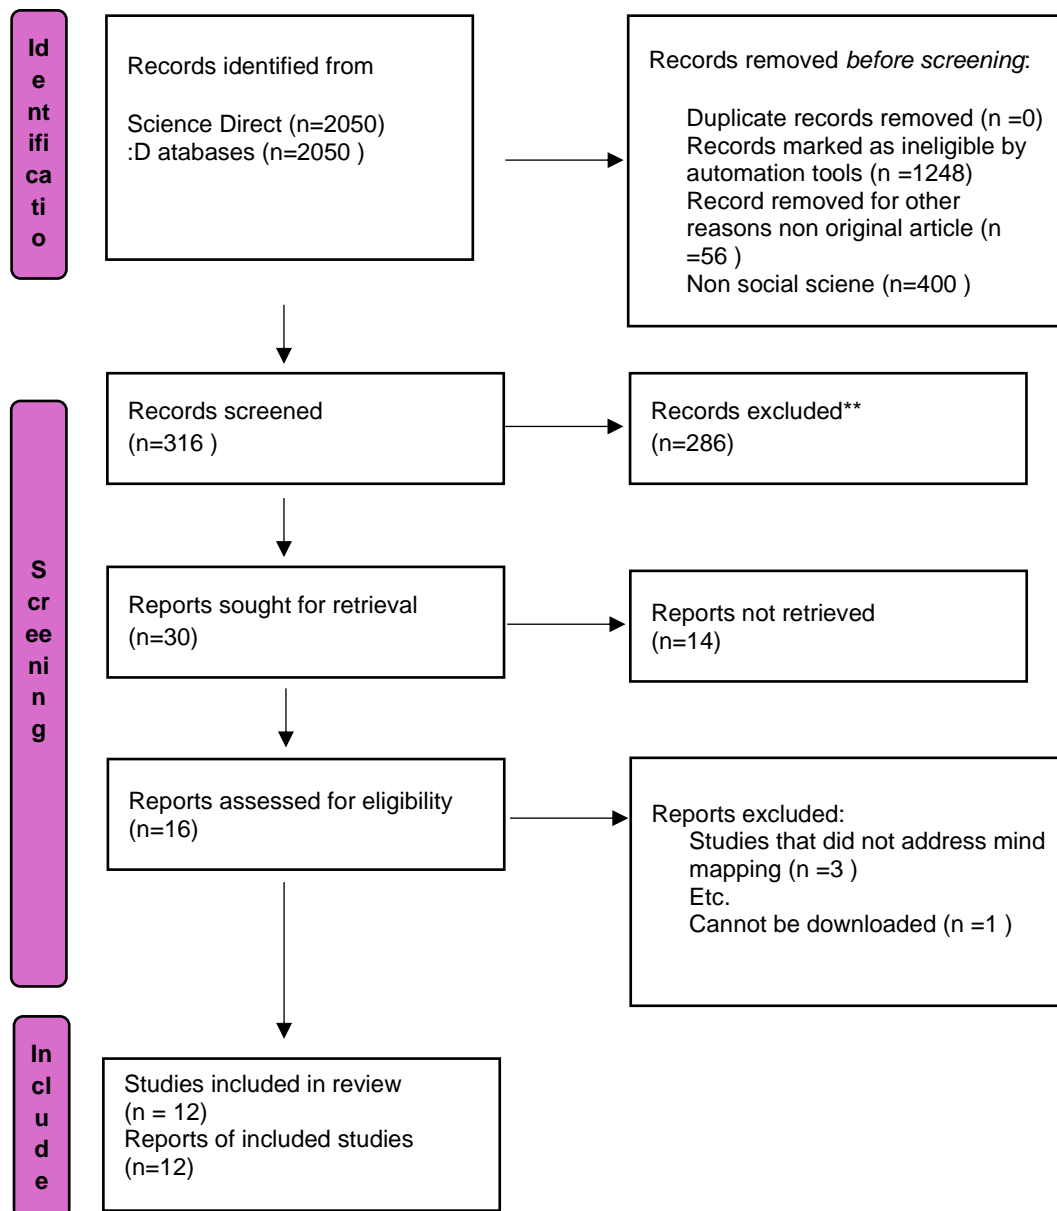 Id
e
nt
ifi
ca
ti
o
Records identified from
Science Direct (n=2050)
:D atabases (n=2050 )
Records removed before screening:
Duplicate records removed (n =0)
Records marked as ineligible by
automation tools (n =1248)
Record removed for other
reasons non original article (n
=56 )
Non social sciene (n=400 )
S
cr
ee
ni
n
g
Records screened
(n=316 )
Records excluded**
(n=286)
Reports sought for retrieval
(n=30)
Reports not retrieved
(n=14)
Reports assessed for eligibility
(n=16)
Reports excluded:
Studies that did not address mind
mapping (n =3 )
Etc.
Cannot be downloaded (n =1 )
In
cl
u
d
e
Studies included in review
(n = 12)
Reports of included studies
(n=12)